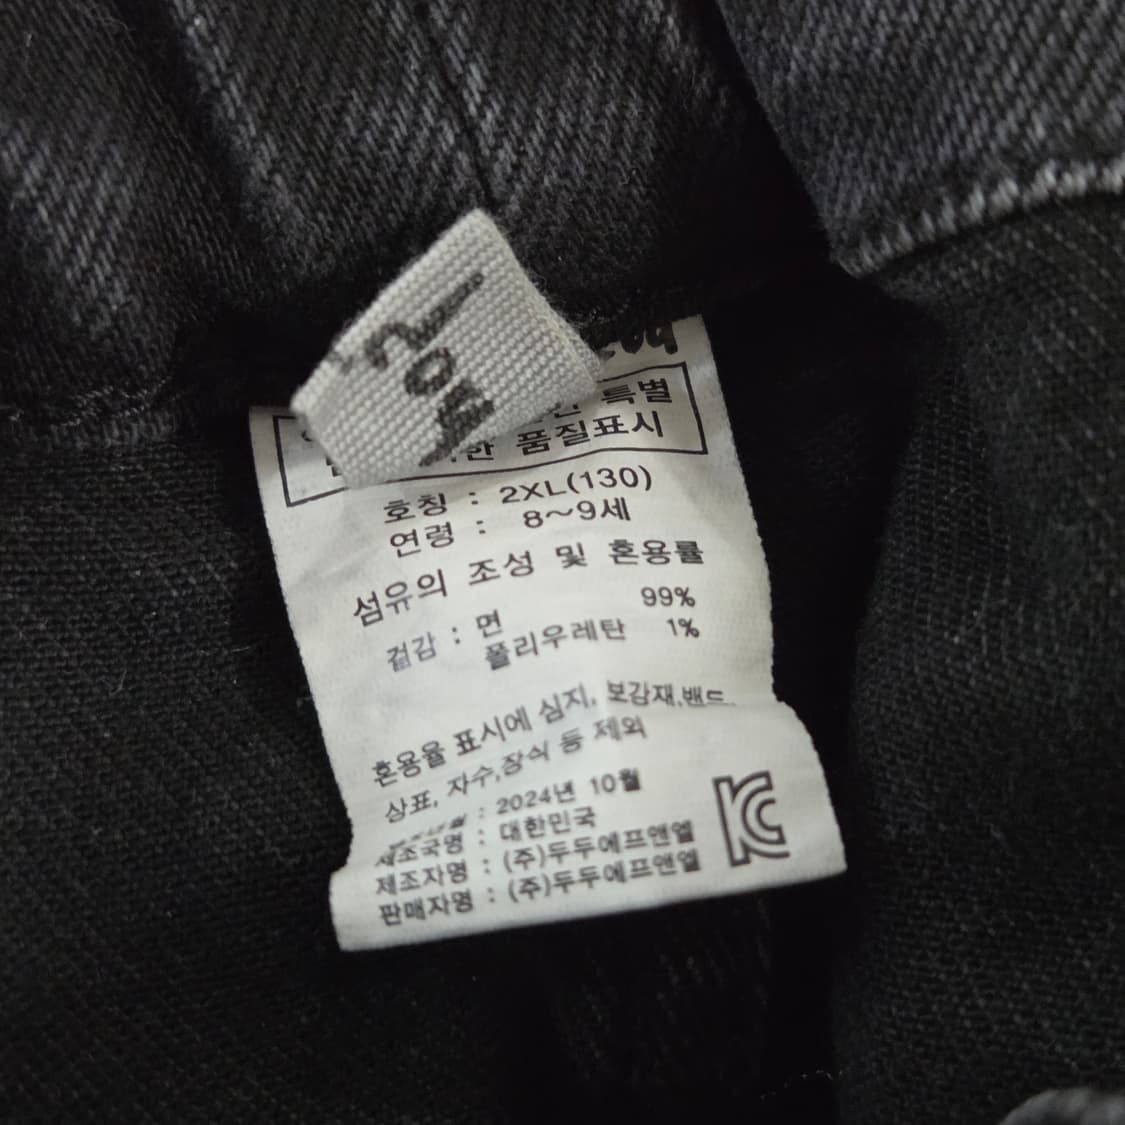 특별
한 품질표시
호칭 : 2XL(130)
연령 : 8~9세
섬유의 조성 및 혼용률
겉감 : 면 99%
폴리우레탄 1%
혼용율 표시에 심지, 보강재,밴드
상표, 자수,장식 등 제외
: 2024년 10월
제조국명 : 대한민국
제조자명 : (주)두두에프앤엘
판매자명 : (주)두두에프앤엘